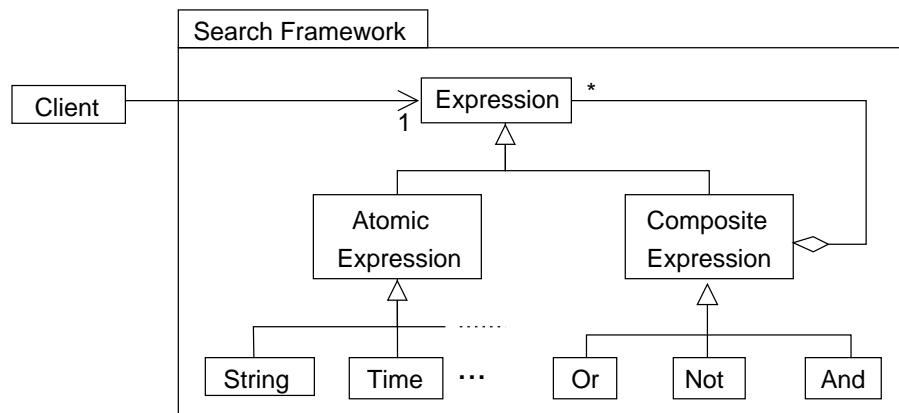 Search Framework
Client
1
Expression
*
Atomic
Expression
Composite
Expression
String
Time
...
Or
Not
And